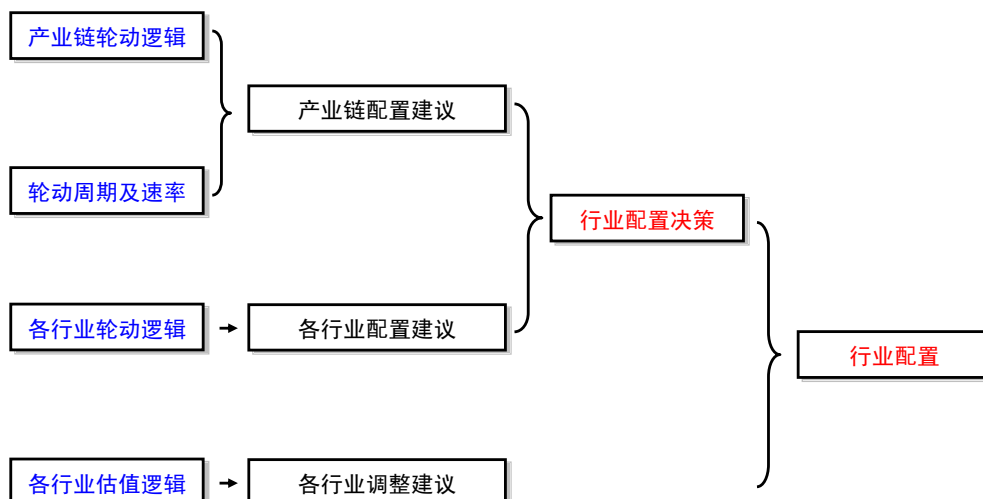 产业链轮动逻辑
产业链配置建议
轮动周期及速率
行业配置决策
各行业轮动逻辑
各行业配置建议
行业配置
各行业估值逻辑
各行业调整建议